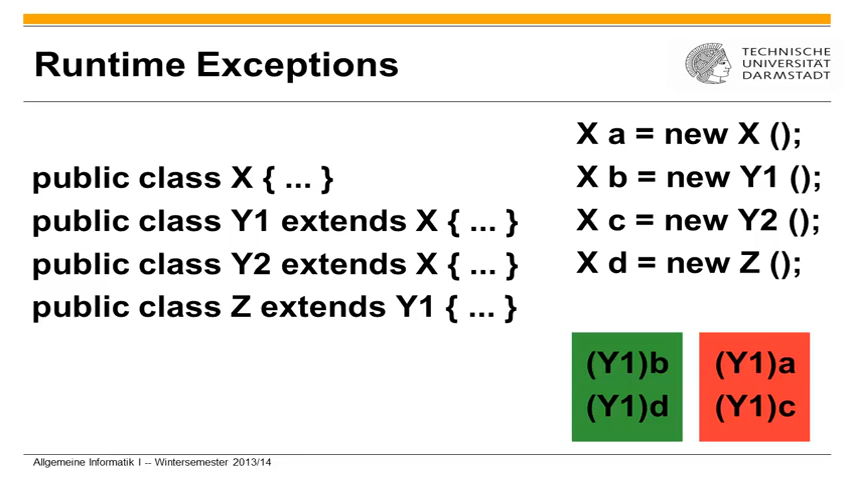 Runtime Exceptions
TECHNISCHE
UNIVERSITÄT
DARMSTADT
public class X { ... }
public class Y1 extends X { ... }
public class Y2 extends X { ... }
public class Z extends Y1 { ... }
X a = new X ();
X b = new Y1 ();
X c = new Y2 ();
X d = new Z ();
(Y1)b
(Y1)d
(Y1)a
(Y1)c
Allgemeine Informatik I -- Wintersemester 2013/14